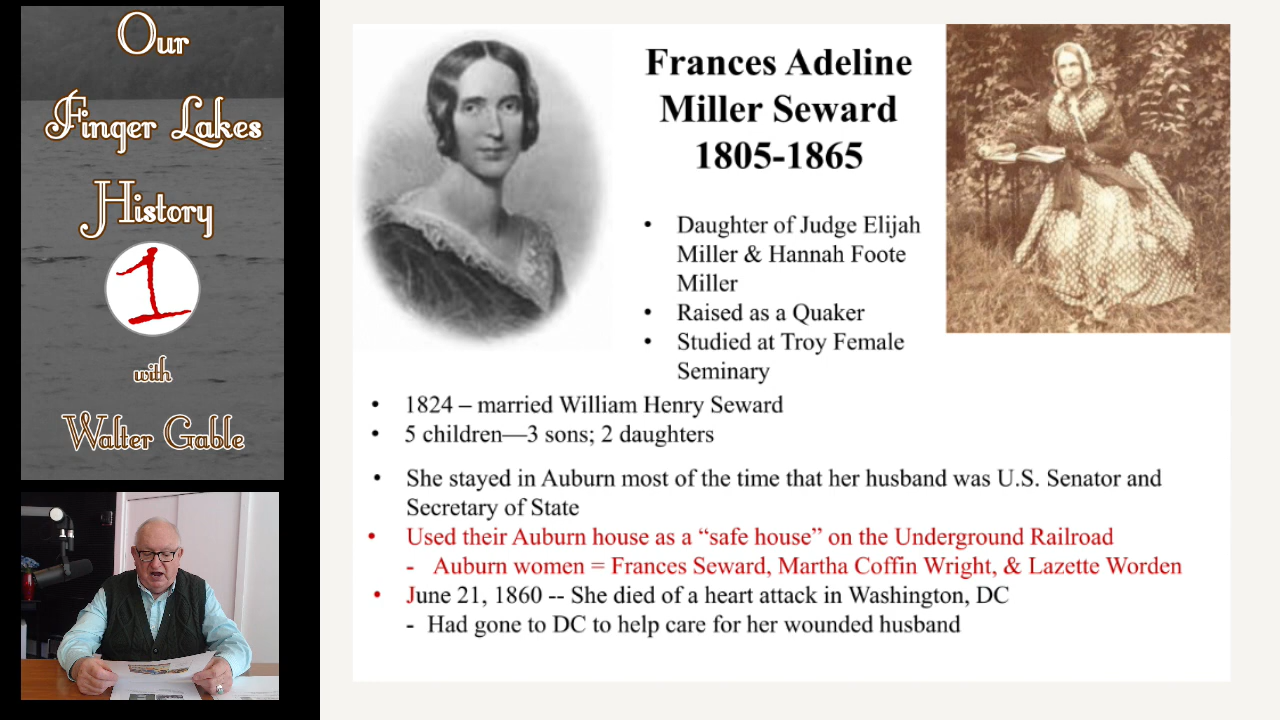 Our
Finger Lakes
History
1
with
Walter Gable
Frances Adeline
Miller Seward
1805-1865
• Daughter of Judge Elijah
Miller & Hannah Foote
Miller
• Raised as a Quaker
• Studied at Troy Female
Seminary
• 1824 – married William Henry Seward
• 5 children—3 sons; 2 daughters
• She stayed in Auburn most of the time that her husband was U.S. Senator and
Secretary of State
• Used their Auburn house as a “safe house” on the Underground Railroad
- Auburn women = Frances Seward, Martha Coffin Wright, & Lazette Worden
• June 21, 1860 -- She died of a heart attack in Washington, DC
- Had gone to DC to help care for her wounded husband